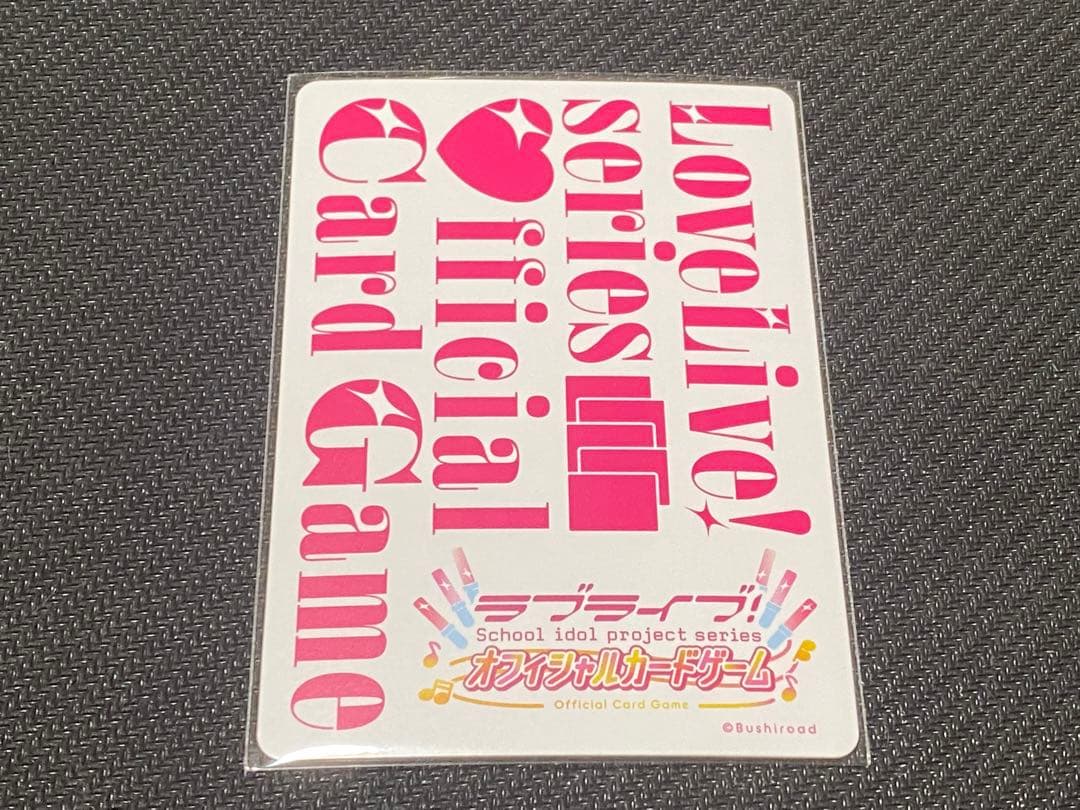 LoveLive!
series
♥fficial
Card Game
ラブライブ!
School idol project series
オフィシャルカードゲーム
Official Card Game
©Bushiroad